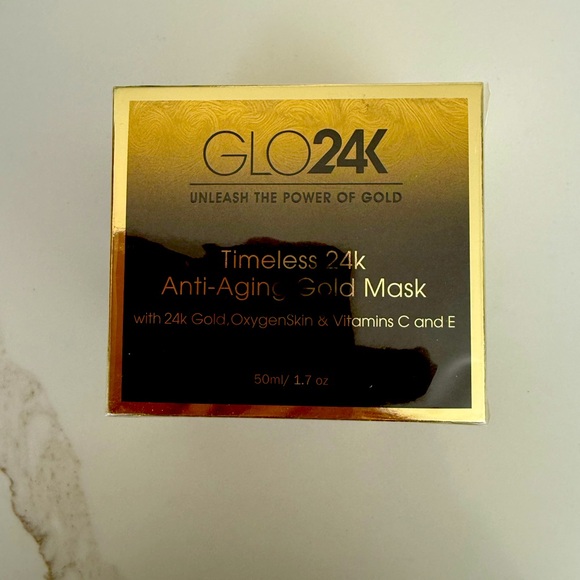 GLO24K
UNLEASH THE POWER OF GOLD
Timeless 24k
Anti-Aging Gold Mask
with 24k Gold,OxygenSkin & Vitamins C and E
50ml/ 1.7 oz